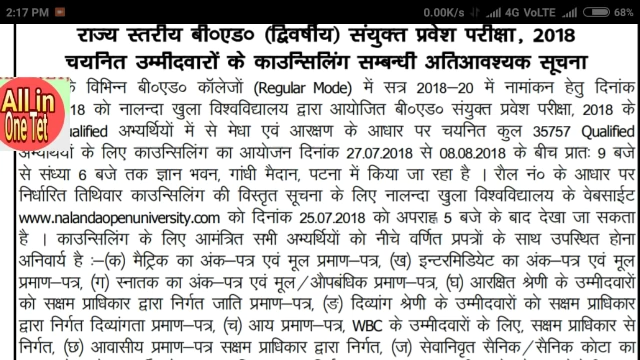 2:17 PM 0.00K/s 4G VoLTE 68%
राज्य स्तरीय बी०एड० (द्विवर्षीय) संयुक्त प्रवेश परीक्षा, 2018
चयनित उम्मीदवारों के काउन्सिलिंग सम्बन्धी अतिआवश्यक सूचना
All in
One Tet
के विभिन्न बी०एड० कॉलेजों (Regular Mode) में सत्र 2018–20 में नामांकन हेतु दिनांक
18 को नालन्दा खुला विश्वविद्यालय द्वारा आयोजित बी०एड० संयुक्त प्रवेश परीक्षा, 2018 के
ualified अभ्यर्थियों में से मेधा एवं आरक्षण के आधार पर चयनित कुल 35757 Qualified
अभ्यर्थियों के लिए काउन्सिलिंग का आयोजन दिनांक 27.07.2018 से 08.08.2018 के बीच प्रातः 9 बजे
से संध्या 6 बजे तक ज्ञान भवन, गांधी मैदान, पटना में किया जा रहा है । रौल नं० के आधार पर
निर्धारित तिथिवार काउन्सिलिंग की विस्तृत सूचना के लिए नालन्दा खुला विश्वविद्यालय के वेबसाईट
www.nalandaopenuniversity.com को दिनांक 25.07.2018 को अपराह्न 5 बजे के बाद देखा जा सकता
है । काउन्सिलिंग के लिए आमंत्रित सभी अभ्यर्थियों को नीचे वर्णित प्रपत्रों के साथ उपस्थित होना
अनिवार्य है :–(क) मैट्रिक का अंक–पत्र एवं मूल प्रमाण–पत्र, (ख) इन्टरमिडियेट का अंक–पत्र एवं मूल
प्रमाण–पत्र, (ग) स्नातक का अंक–पत्र एवं मूल/औपबंधिक प्रमाण–पत्र, (घ) आरक्षित श्रेणी के उम्मीदवारों
को सक्षम प्राधिकार द्वारा निर्गत जाति प्रमाण–पत्र, (ङ) दिव्यांग श्रेणी के उम्मीदवारों को सक्षम प्राधिकार
द्वारा निर्गत दिव्यांगता प्रमाण–पत्र, (च) आय प्रमाण–पत्र, WBC के उम्मीदवारों के लिए, सक्षम प्राधिकार से
निर्गत, (छ) आवासीय प्रमाण–पत्र सक्षम प्राधिकार द्वारा निर्गत, (ज) सेवानिवृत सैनिक/सैनिक कोटा का